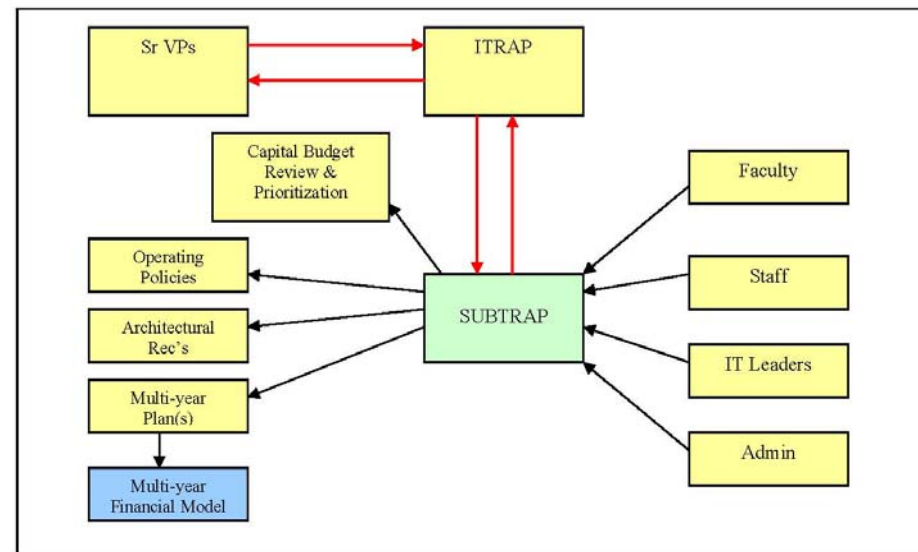 Sr VPs
ITRAP
Capital Budget
Review &
Prioritization
Faculty
Operating
Policies
Staff
SUBTRAP
Architectural
Rec's
IT Leaders
Multi-year
Plan(s)
Admin
Multi-year
Financial Model